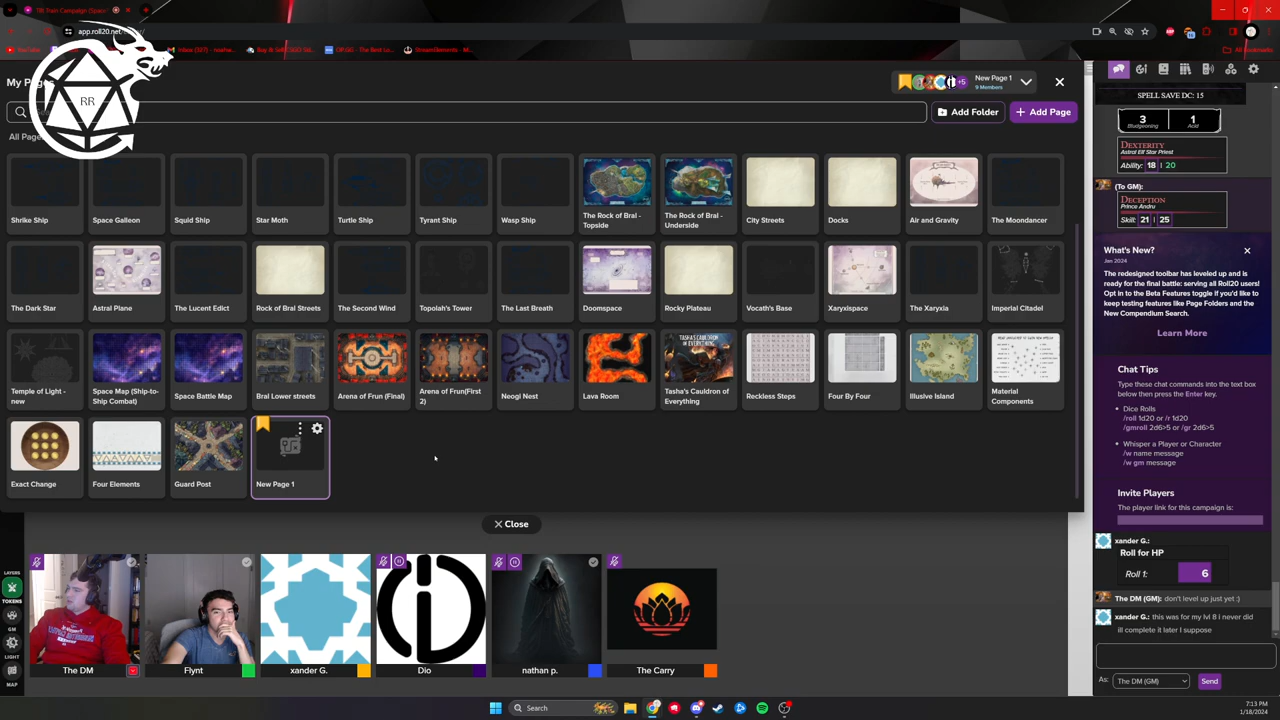 app.roll20.net
YouTube
Inbox (327) - noahw...
StreamElements - M...
All Bookmarks
RR
New Page 1
9 Members
+5
Add Folder
Add Page
Shrike Ship
Space Galleon
Squid Ship
Star Moth
Turtle Ship
Tyrant Ship
Wasp Ship
The Rock of Bral - Topside
The Rock of Bral - Underside
City Streets
Docks
Air and Gravity
The Moondancer
The Dark Star
Astral Plane
The Lucent Edict
Rock of Bral Streets
The Second Wind
Topolah's Tower
The Last Breath
Doomspace
Rocky Plateau
Vocath's Base
Xaryxispace
The Xaryxia
Imperial Citadel
Temple of Light - new
Space Map (Ship-to-Ship Combat)
Space Battle Map
Bral Lower streets
Arena of Frun (Final)
Arena of Frun(First 2)
Neogi Nest
Lava Room
Tasha's Cauldron of Everything
Reckless Steps
Four By Four
Illusive Island
Material Components
Exact Change
Four Elements
Guard Post
New Page 1
Close
LAYERS
TOKENS
GM
LIGHT
MAP
The DM
Flynt
xander G.
Dio
nathan p.
The Carry
SPELL SAVE DC: 15
3
Bludgeoning
1
Acid
Dexterity
Astral Elf Star Priest
Ability: 18 | 20
(To GM):
Deception
Prince Andru
Skill: 21 | 25
What's New?
Jan 2024
The redesigned toolbar has leveled up and is
ready for the final battle: serving all Roll20 users!
Opt in to the Beta Features toggle if you'd like to
keep testing features like Page Folders and the
New Compendium Search.
Learn More
Chat Tips
Type these chat commands into the text box
below then press the Enter key.
• Dice Rolls
/roll 1d20 or /r 1d20
/gmroll 2d6>5 or /gr 2d6>5
• Whisper a Player or Character
/w name message
/w gm message
Invite Players
The player link for this campaign is:
xander G.:
Roll for HP
Roll 1: 6
The DM (GM): don't level up just yet :)
xander G.: this was for my lvl 8 i never did
ill complete it later I suppose
As: The DM (GM)
Send
Search
7:13 PM
1/18/2024